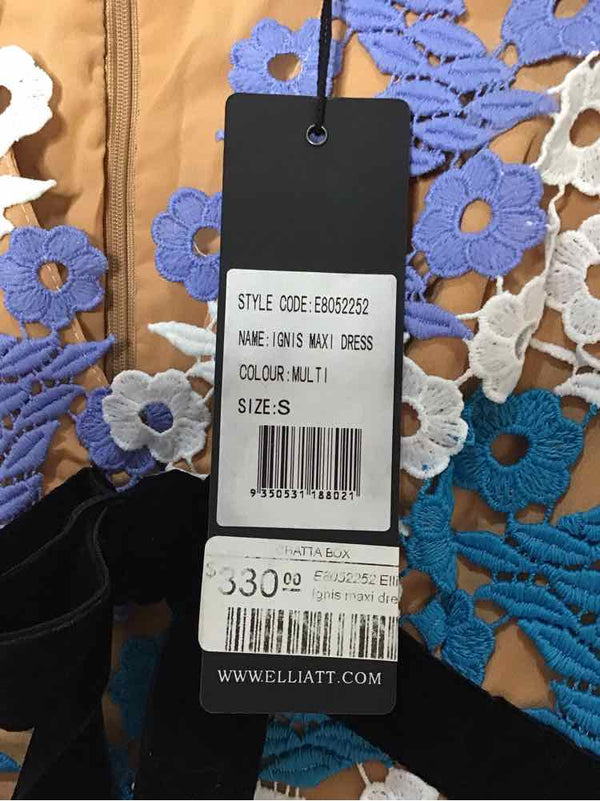 STYLE CODE:E8052252
NAME:IGNIS MAXI DRESS
COLOUR:MULTI
SIZE:S
9 350531 188021
CHATTA BOX
$330.00 E8052252 Elli
Ignis maxi dre
WWW.ELLIATT.COM